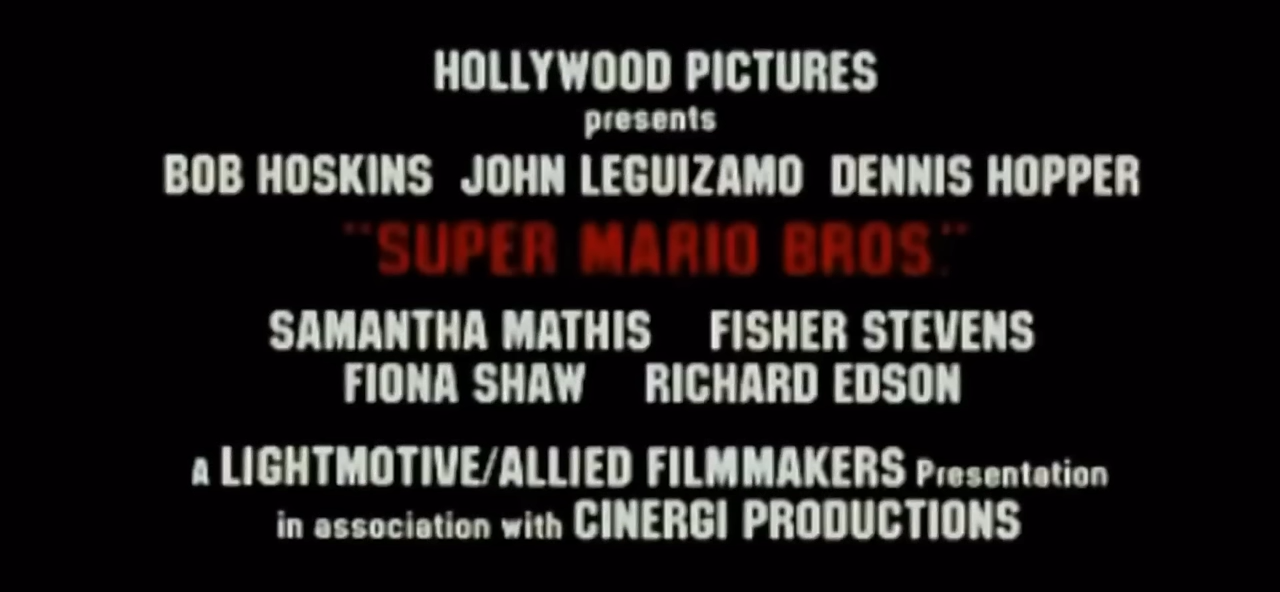 HOLLYWOOD PICTURES
presents
BOB HOSKINS JOHN LEGUIZAMO DENNIS HOPPER
"SUPER MARIO BROS."
SAMANTHA MATHIS FISHER STEVENS
FIONA SHAW RICHARD EDSON
A LIGHTMOTIVE/ALLIED FILMMAKERS Presentation
in association with CINERGI PRODUCTIONS